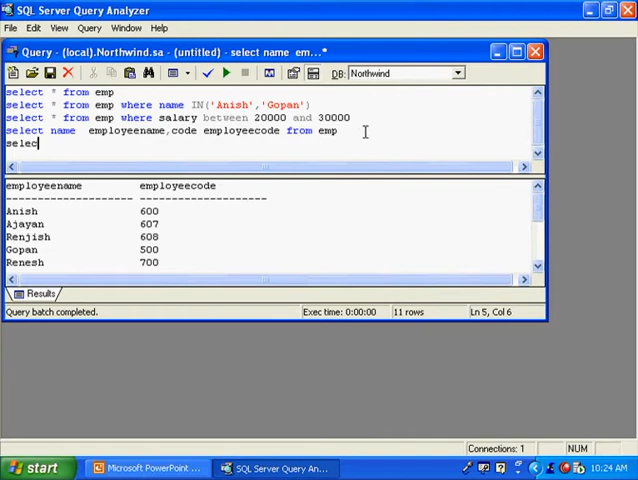 SQL Server Query Analyzer
File Edit View Query Window Help
Query - (local).Northwind.sa - (untitled) - select name em...*
DB: Northwind
select * from emp
select * from emp where name IN('Anish','Gopan')
select * from emp where salary between 20000 and 30000
select name employeename,code employeecode from emp
selec
employeename employeecode
-------------------- --------------------
Anish 600
Ajayan 607
Renjish 608
Gopan 500
Renesh 700
Results
Query batch completed. Exec time: 0:00:00 11 rows Ln 5, Col 6
Connections: 1 NUM
start Microsoft PowerPoint ... SQL Server Query An... 10:24 AM